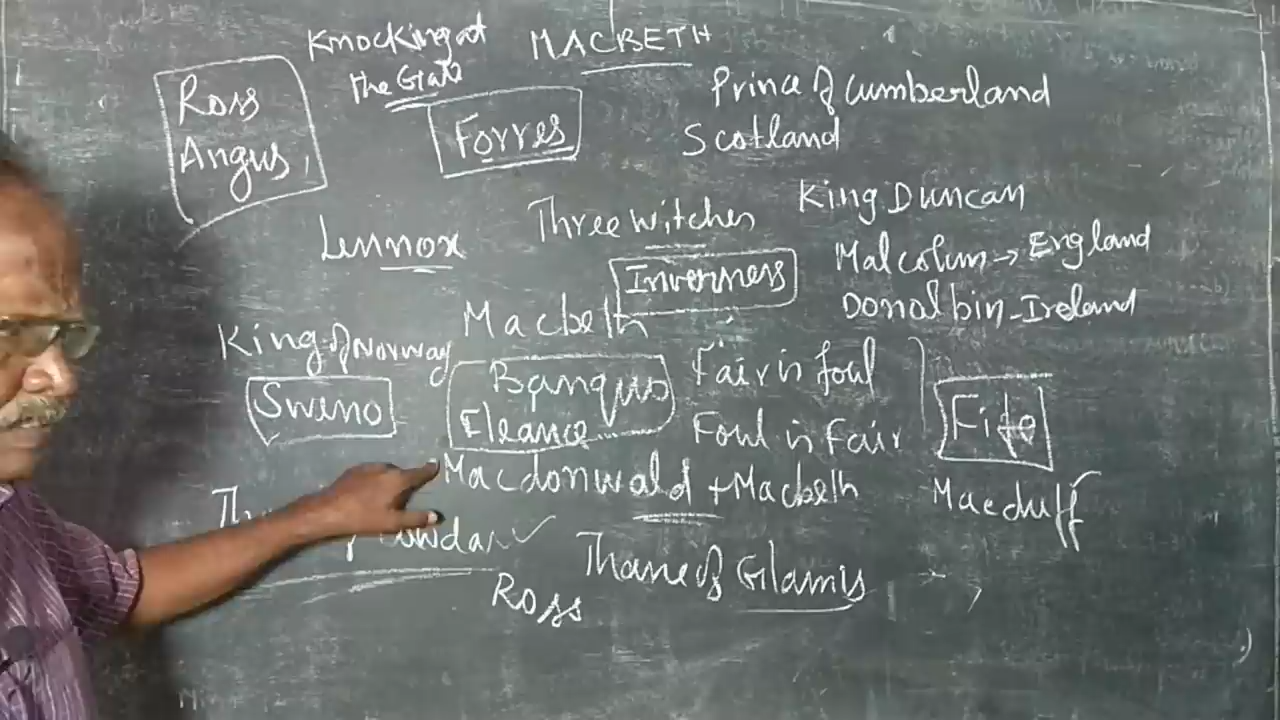 Knocking at
the Gate
MACBETH
Ross
Angus,
Forres
Prince of Cumberland
Scotland
Lennox
Three witches
King Duncan
Inverness
Malcolm → England
Donalbin - Ireland
Macbeth
King of Norway
Sweno
Banquo
Fleance
Fair is foul
Foul is Fair
Fife
Macdonwald + Macbeth
Macduff
Thane of Glamis
Ross